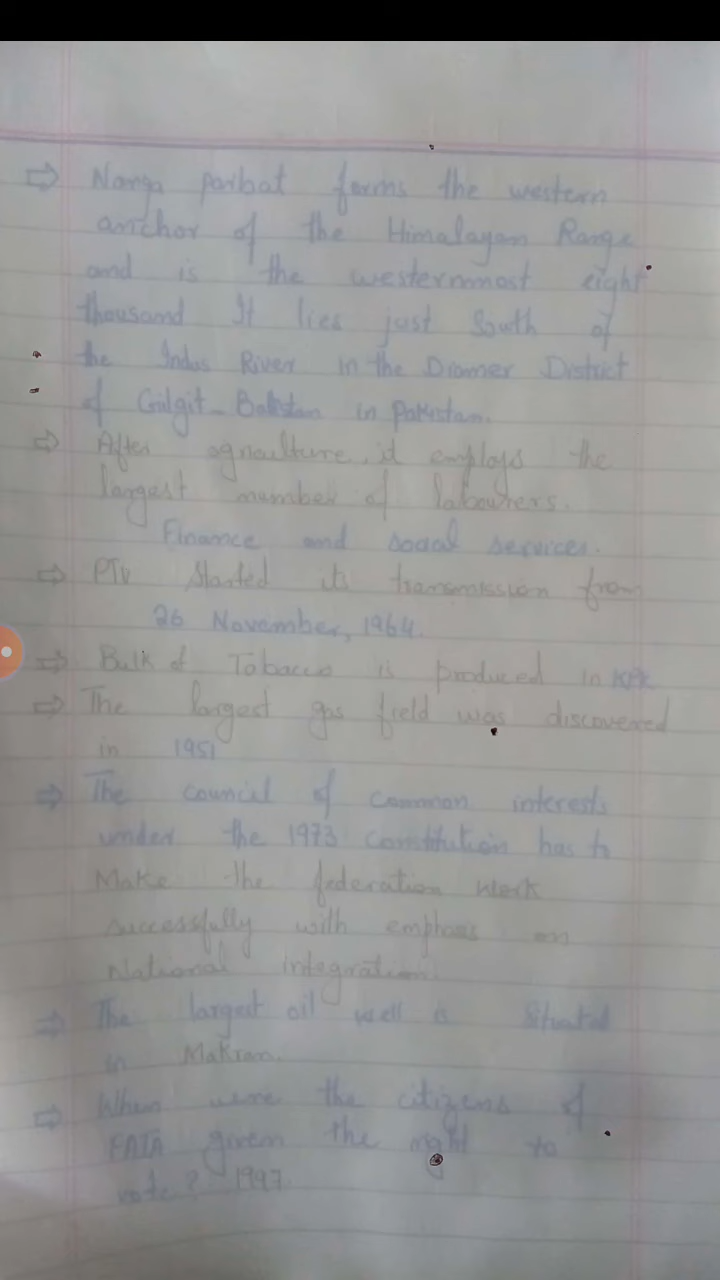 ⇒ Nanga parbat forms the western
anchor of the Himalayan Range
and is the westernmost eight
thousand It lies just South of
the Indus River in the Diamer District
of Gilgit-Baltistan in Pakistan.
⇒ After agriculture, it employs the
largest number of labourers.
Finance and social services.
⇒ PTV started its transmission from
26 November, 1964.
⇒ Bulk of Tobacco is produced in KPK
⇒ The largest gas field was discovered
in 1951
⇒ The council of common interests
under the 1973 Constitution has to
Make the federation work
successfully with emphasis on
National integration.
⇒ The largest oil well is Situated
in Makran.
⇒ When were the citizens of
FATA given the right to
vote? 1997